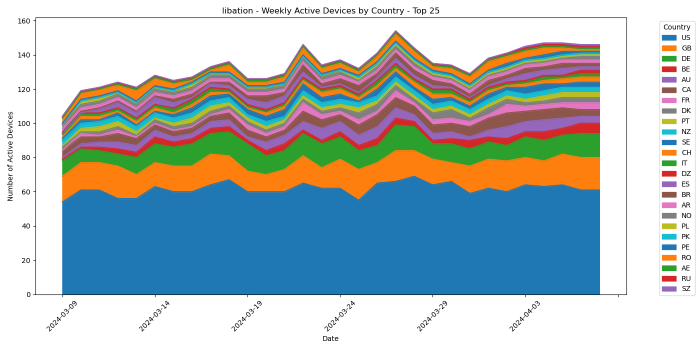 libation - Weekly Active Devices by Country - Top 25
160
140
120
100
80
60
40
20
0
Number of Active Devices
2024-03-09
2024-03-14
2024-03-19
2024-03-24
2024-03-29
2024-04-03
Date
Country
US
GB
DE
BE
AU
CA
FR
DK
PT
NZ
SE
CH
IT
DZ
ES
BR
AR
NO
PL
PK
PE
RO
AE
RU
SZ